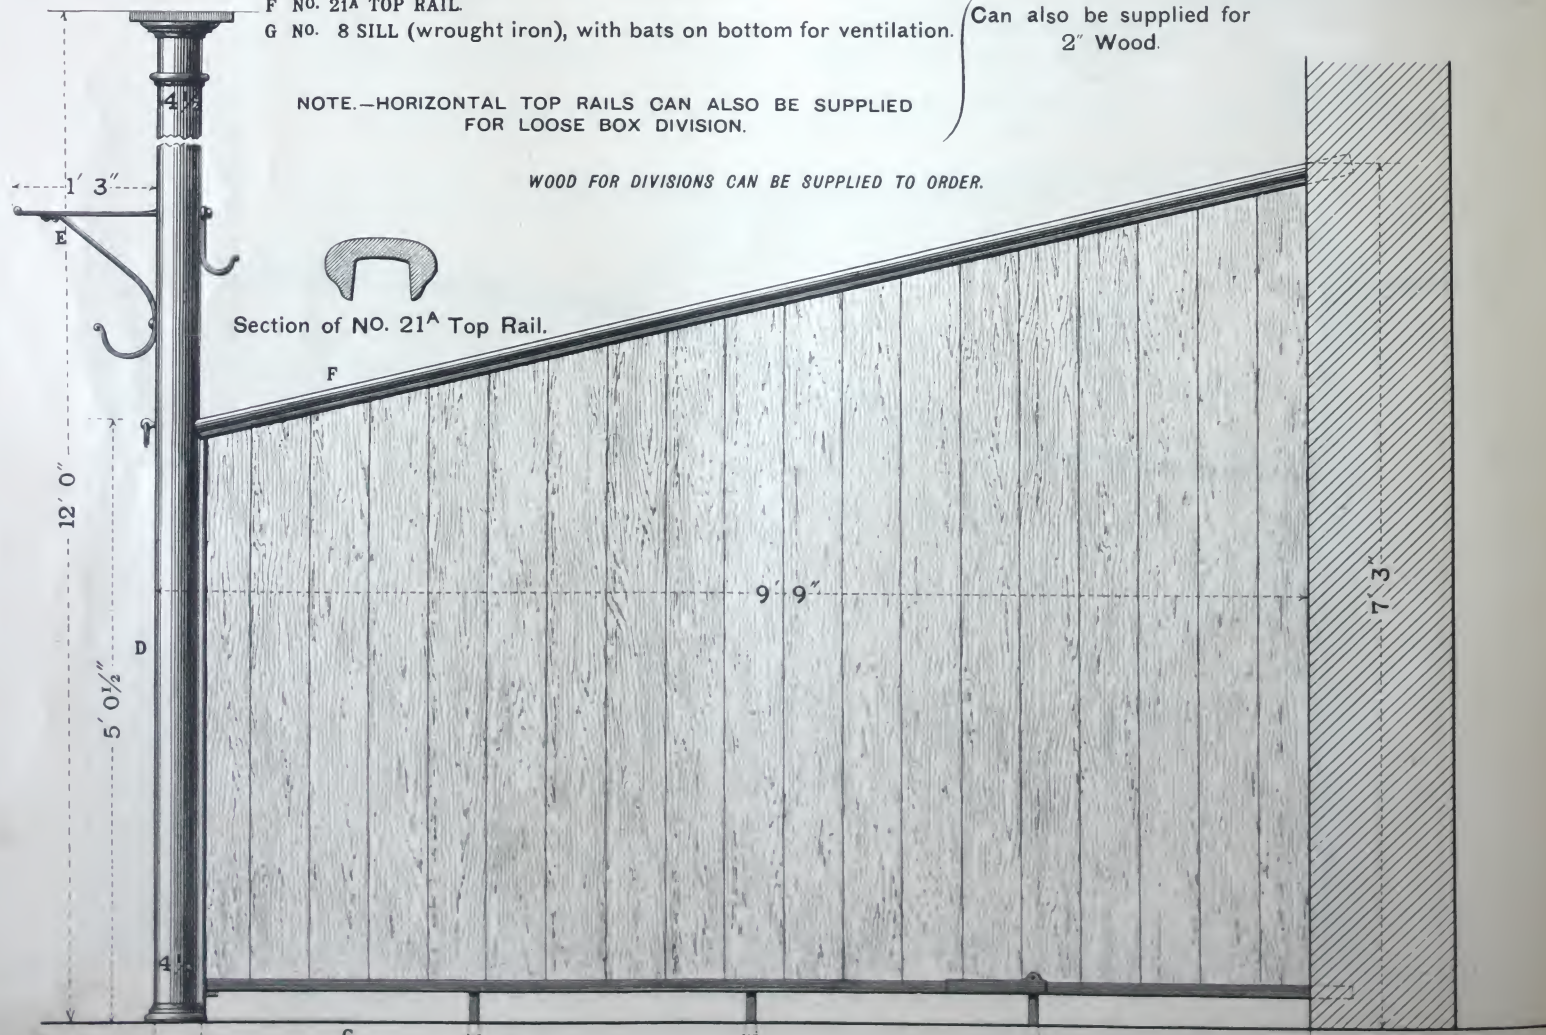 F No. 21A TOP RAIL.
G No. 8 SILL (wrought iron), with bats on bottom for ventilation.
Can also be supplied for
2″ Wood.
NOTE.—HORIZONTAL TOP RAILS CAN ALSO BE SUPPLIED
FOR LOOSE BOX DIVISION.
WOOD FOR DIVISIONS CAN BE SUPPLIED TO ORDER.
4½
1′ 3″
E
Section of No. 21A Top Rail.
F
12′ 0″
9′ 9″
7′ 3″
D
5′ 0½″